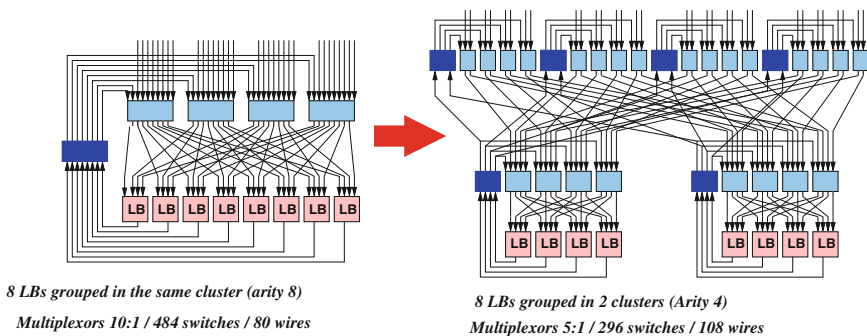 LB LB LB LB LB LB LB LB
LB LB LB LB LB LB LB LB
8 LBs grouped in the same cluster (arity 8)
Multiplexors 10:1 / 484 switches / 80 wires
8 LBs grouped in 2 clusters (Arity 4)
Multiplexors 5:1 / 296 switches / 108 wires